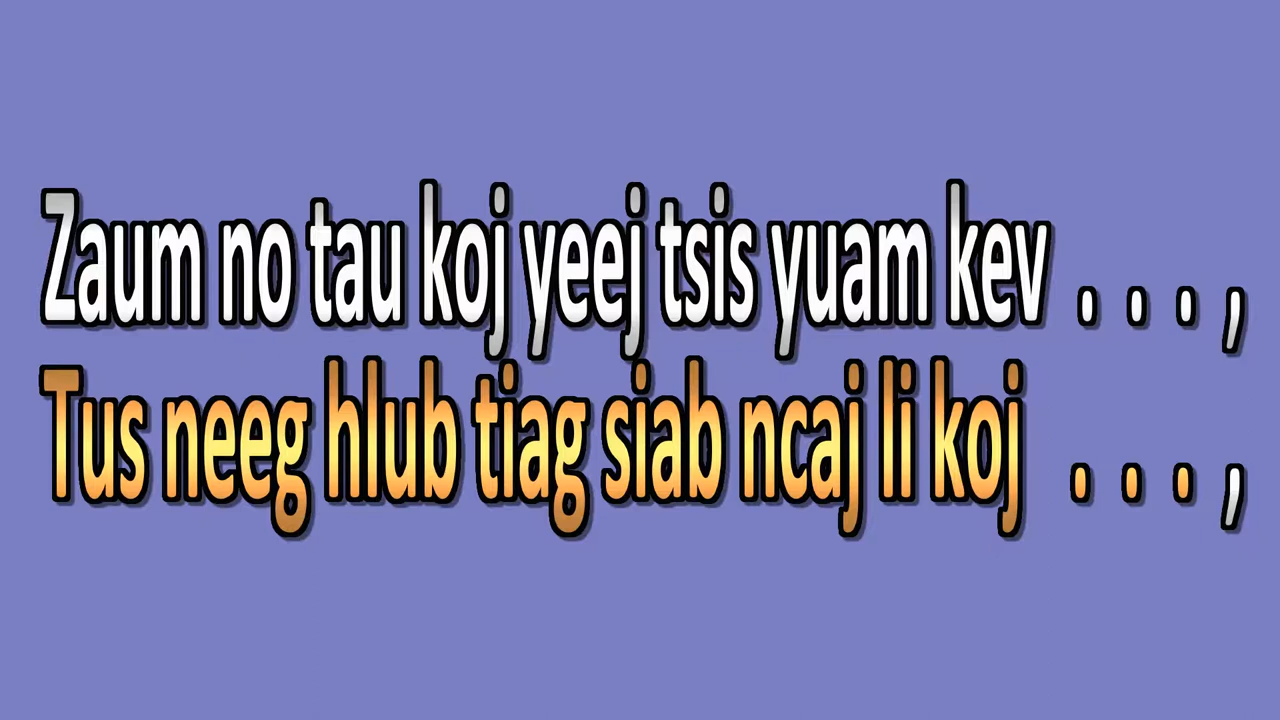 Zaum no tau koj yeej tsis yuam kev . . . ,
Tus neeg hlub tiag siab ncaj li koj . . . ,